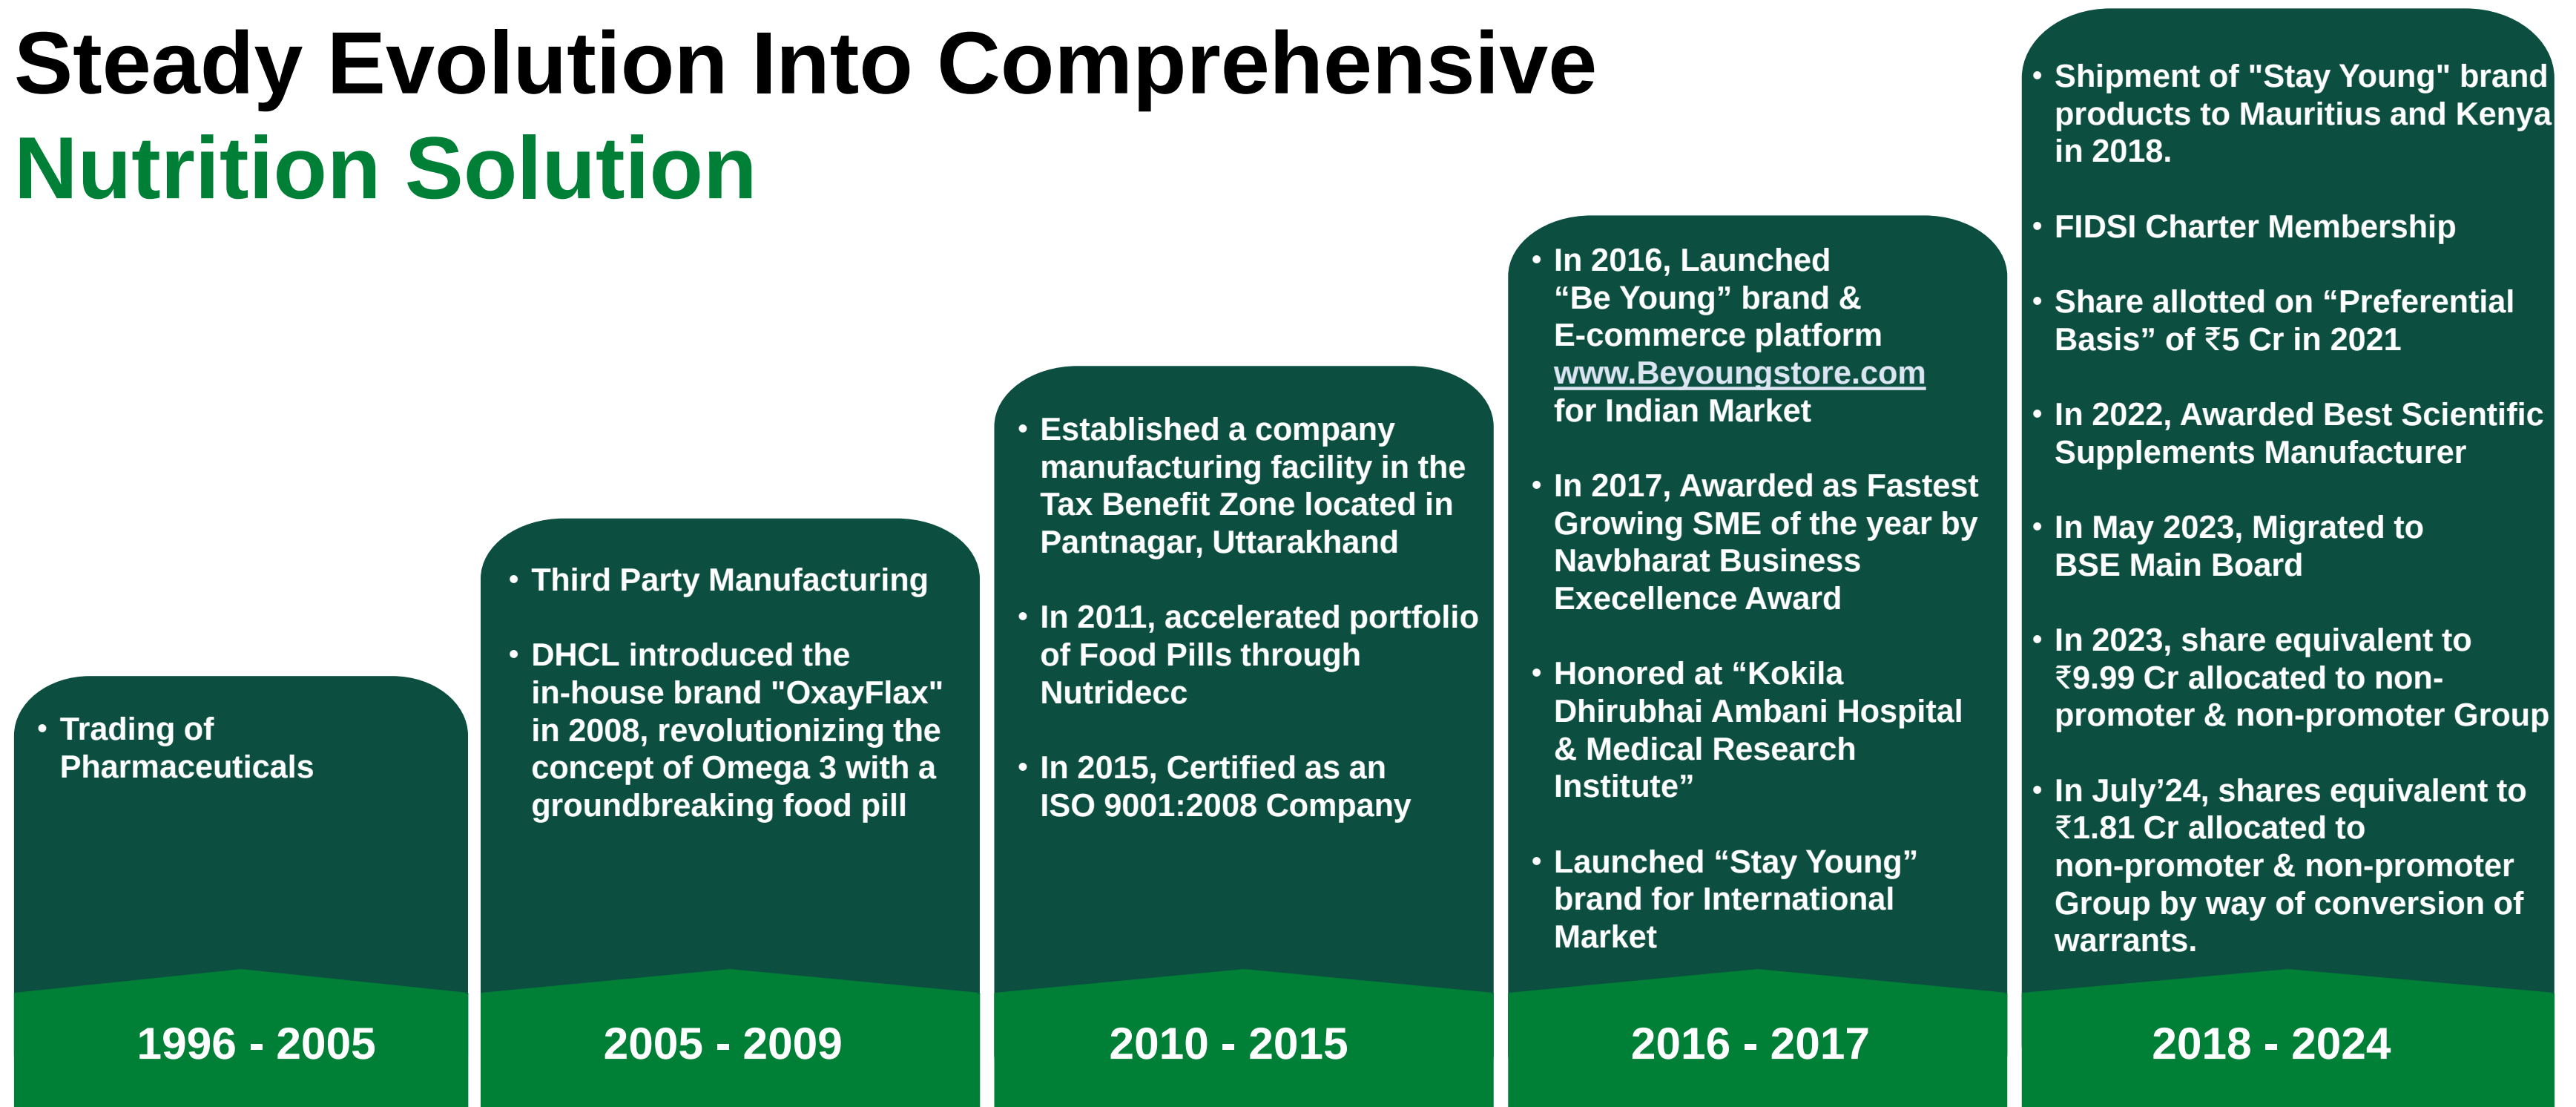 Steady Evolution Into Comprehensive
Nutrition Solution
• Trading of
Pharmaceuticals
1996 - 2005
• Third Party Manufacturing
• DHCL introduced the
in-house brand "OxayFlax"
in 2008, revolutionizing the
concept of Omega 3 with a
groundbreaking food pill
2005 - 2009
• Established a company
manufacturing facility in the
Tax Benefit Zone located in
Pantnagar, Uttarakhand
• In 2011, accelerated portfolio
of Food Pills through
Nutridecc
• In 2015, Certified as an
ISO 9001:2008 Company
2010 - 2015
• In 2016, Launched
“Be Young” brand &
E-commerce platform
www.Beyoungstore.com
for Indian Market
• In 2017, Awarded as Fastest
Growing SME of the year by
Navbharat Business
Execellence Award
• Honored at “Kokila
Dhirubhai Ambani Hospital
& Medical Research
Institute”
• Launched “Stay Young”
brand for International
Market
2016 - 2017
• Shipment of "Stay Young" brand
products to Mauritius and Kenya
in 2018.
• FIDSI Charter Membership
• Share allotted on “Preferential
Basis” of ₹5 Cr in 2021
• In 2022, Awarded Best Scientific
Supplements Manufacturer
• In May 2023, Migrated to
BSE Main Board
• In 2023, share equivalent to
₹9.99 Cr allocated to non-
promoter & non-promoter Group
• In July’24, shares equivalent to
₹1.81 Cr allocated to
non-promoter & non-promoter
Group by way of conversion of
warrants.
2018 - 2024